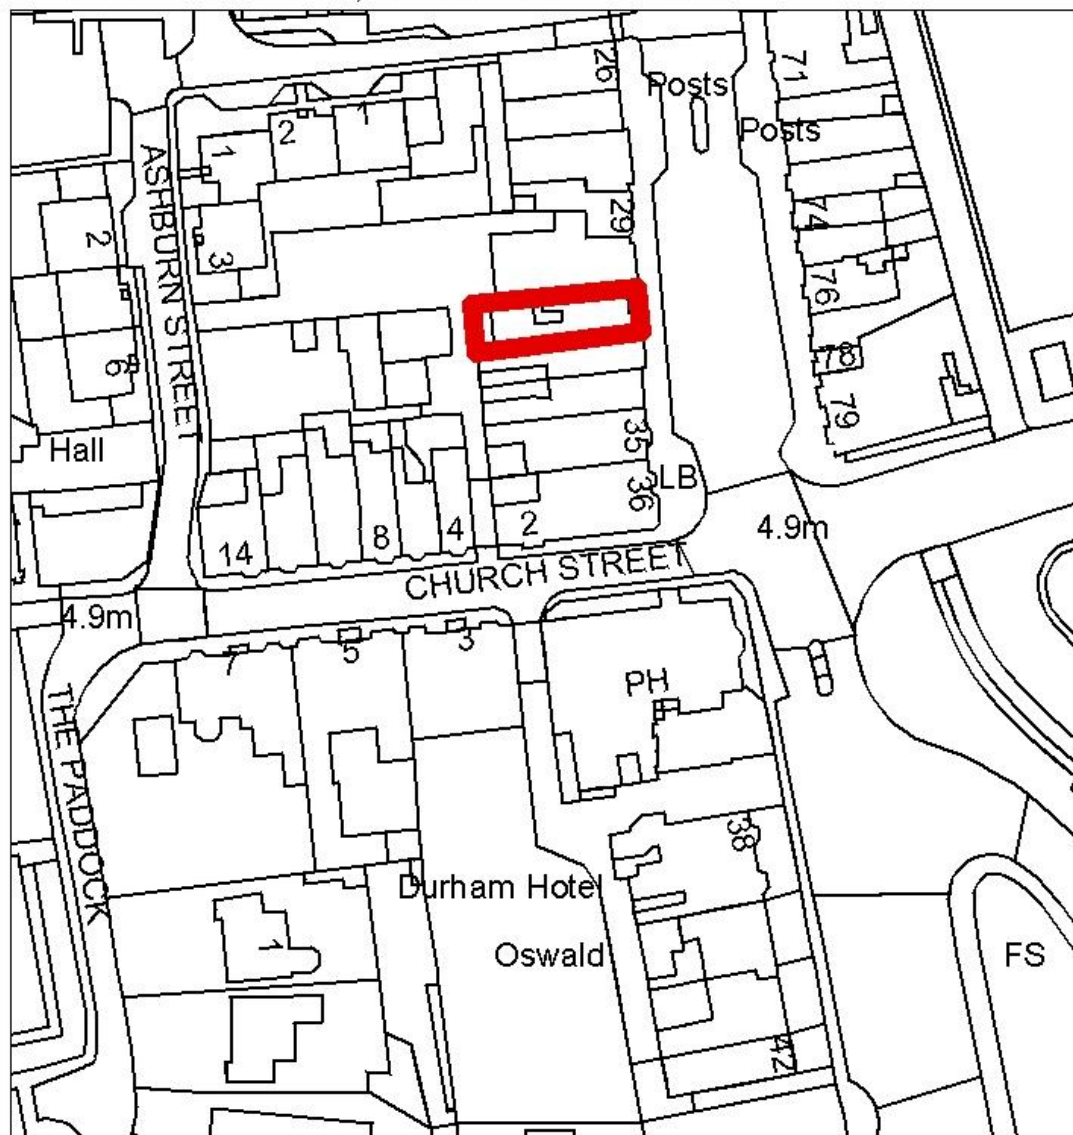 26
Posts
71
Posts
2
1
1
ASHBURN STREET
2
3
29
74
76
6
78
79
Hall
35
36
LB
14
8
4
2
4.9m
CHURCH STREET
4.9m
7
5
3
PH
THE PADDOCK
38
Durham Hotel
1
Oswald
FS
42